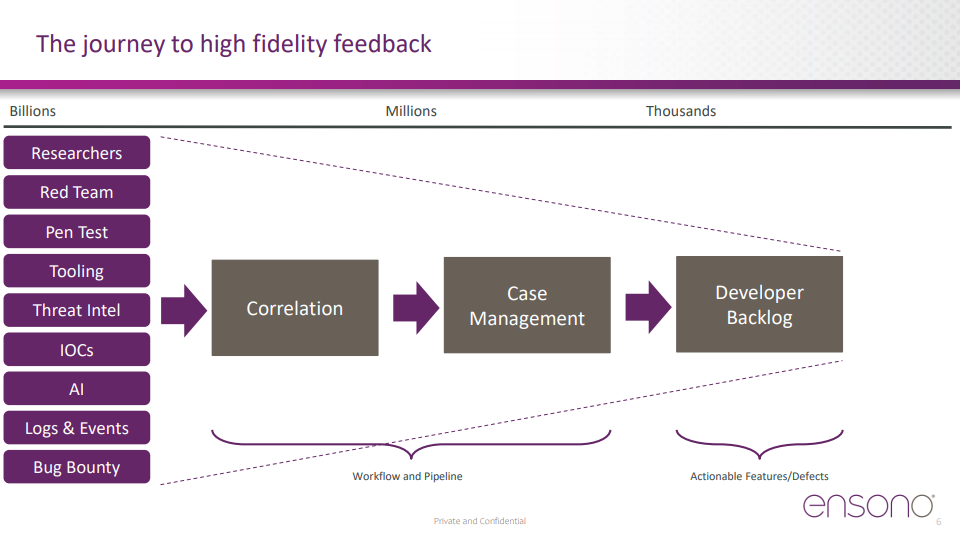 The journey to high fidelity feedback
Billions
Millions
Thousands
Researchers
Red Team
Pen Test
Tooling
Threat Intel
IOCs
AI
Logs & Events
Bug Bounty
Correlation
Case
Management
Developer
Backlog
Workflow and Pipeline
Actionable Features/Defects
Private and Confidential
ensono
6